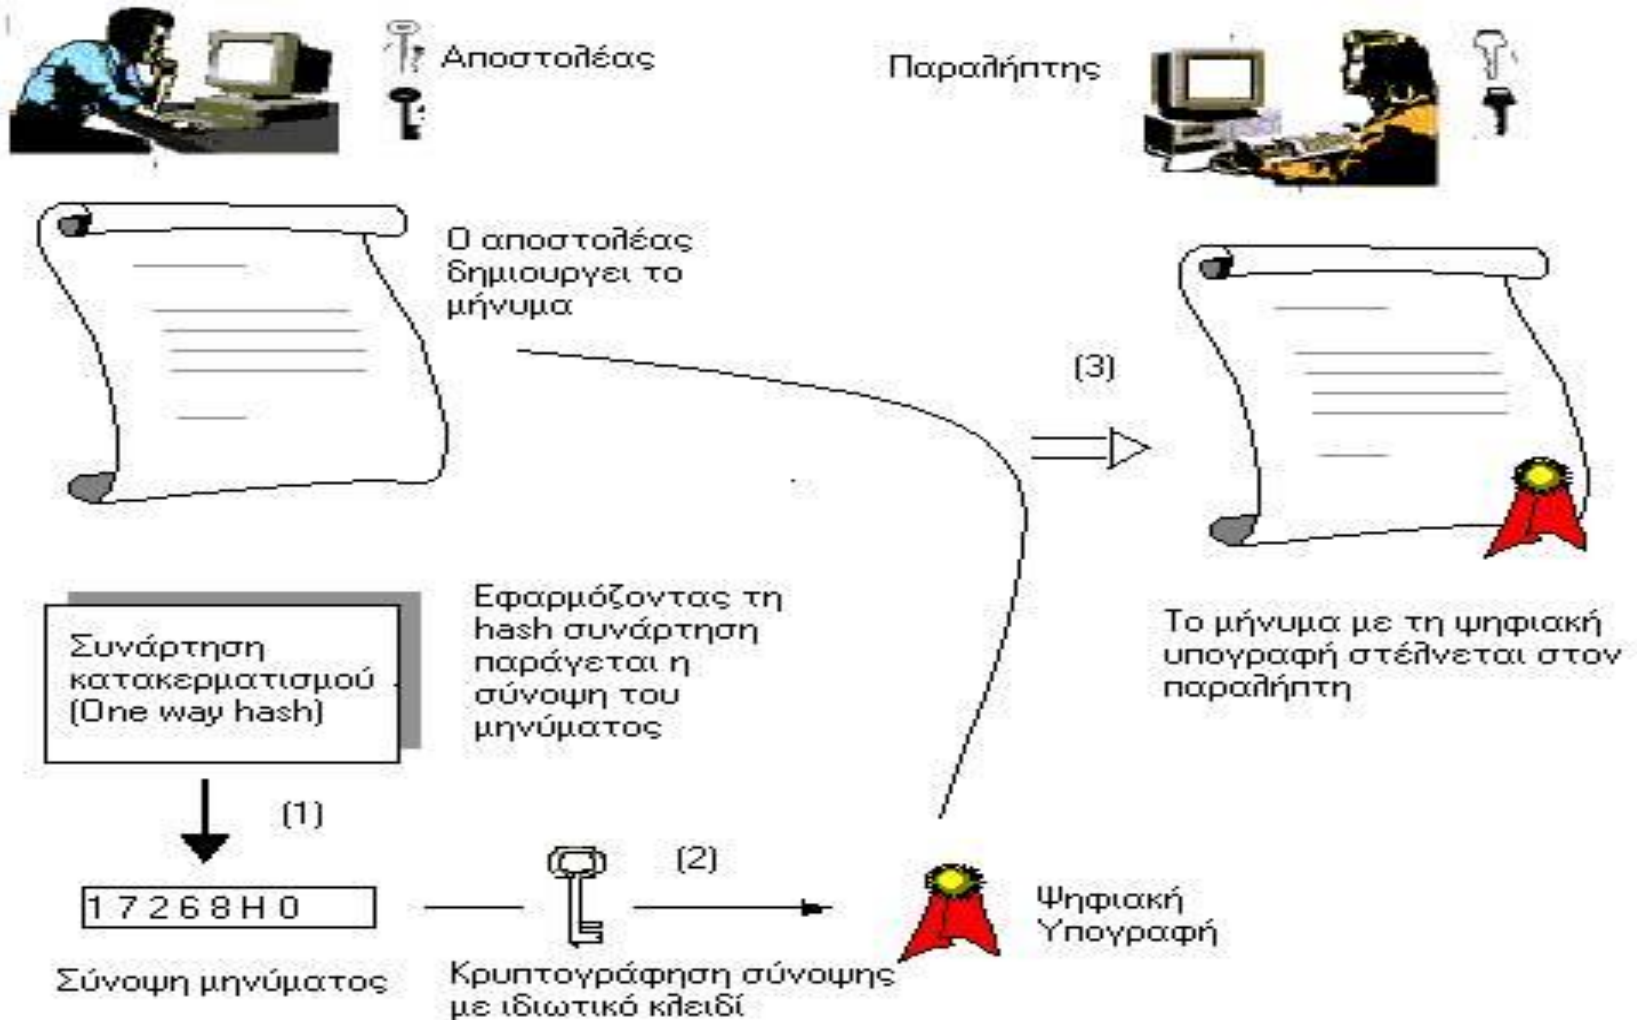 Αποστολέας
Παραλήπτης
Ο αποστολέας
δημιουργει το
μήνυμα
(3)
Εφαρμόζοντας τη
hash συνάρτηση
παράγεται η
σύνοψη του
μηνύματος
Συνάρτηση
κατακερματισμού
(One way hash)
Το μήνυμα με τη ψηφιακή
υπογραφή στέλνεται στον
παραλήπτη
(1)
(2)
17268H0
Ψηφιακή
Υπογραφή
Σύνοψη μηνύματος
Κρυπτογράφηση σύνοψης
με ιδιωτικό κλειδί